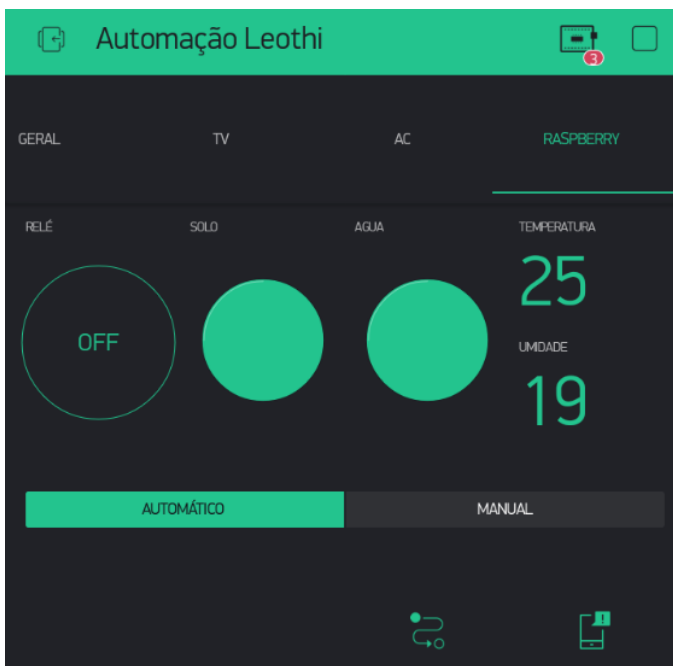 Automação Leothi
3
GERAL TV AC RASPBERRY
RELÉ SOLO AGUA TEMPERATURA
25
OFF
UMIDADE
19
AUTOMÁTICO MANUAL